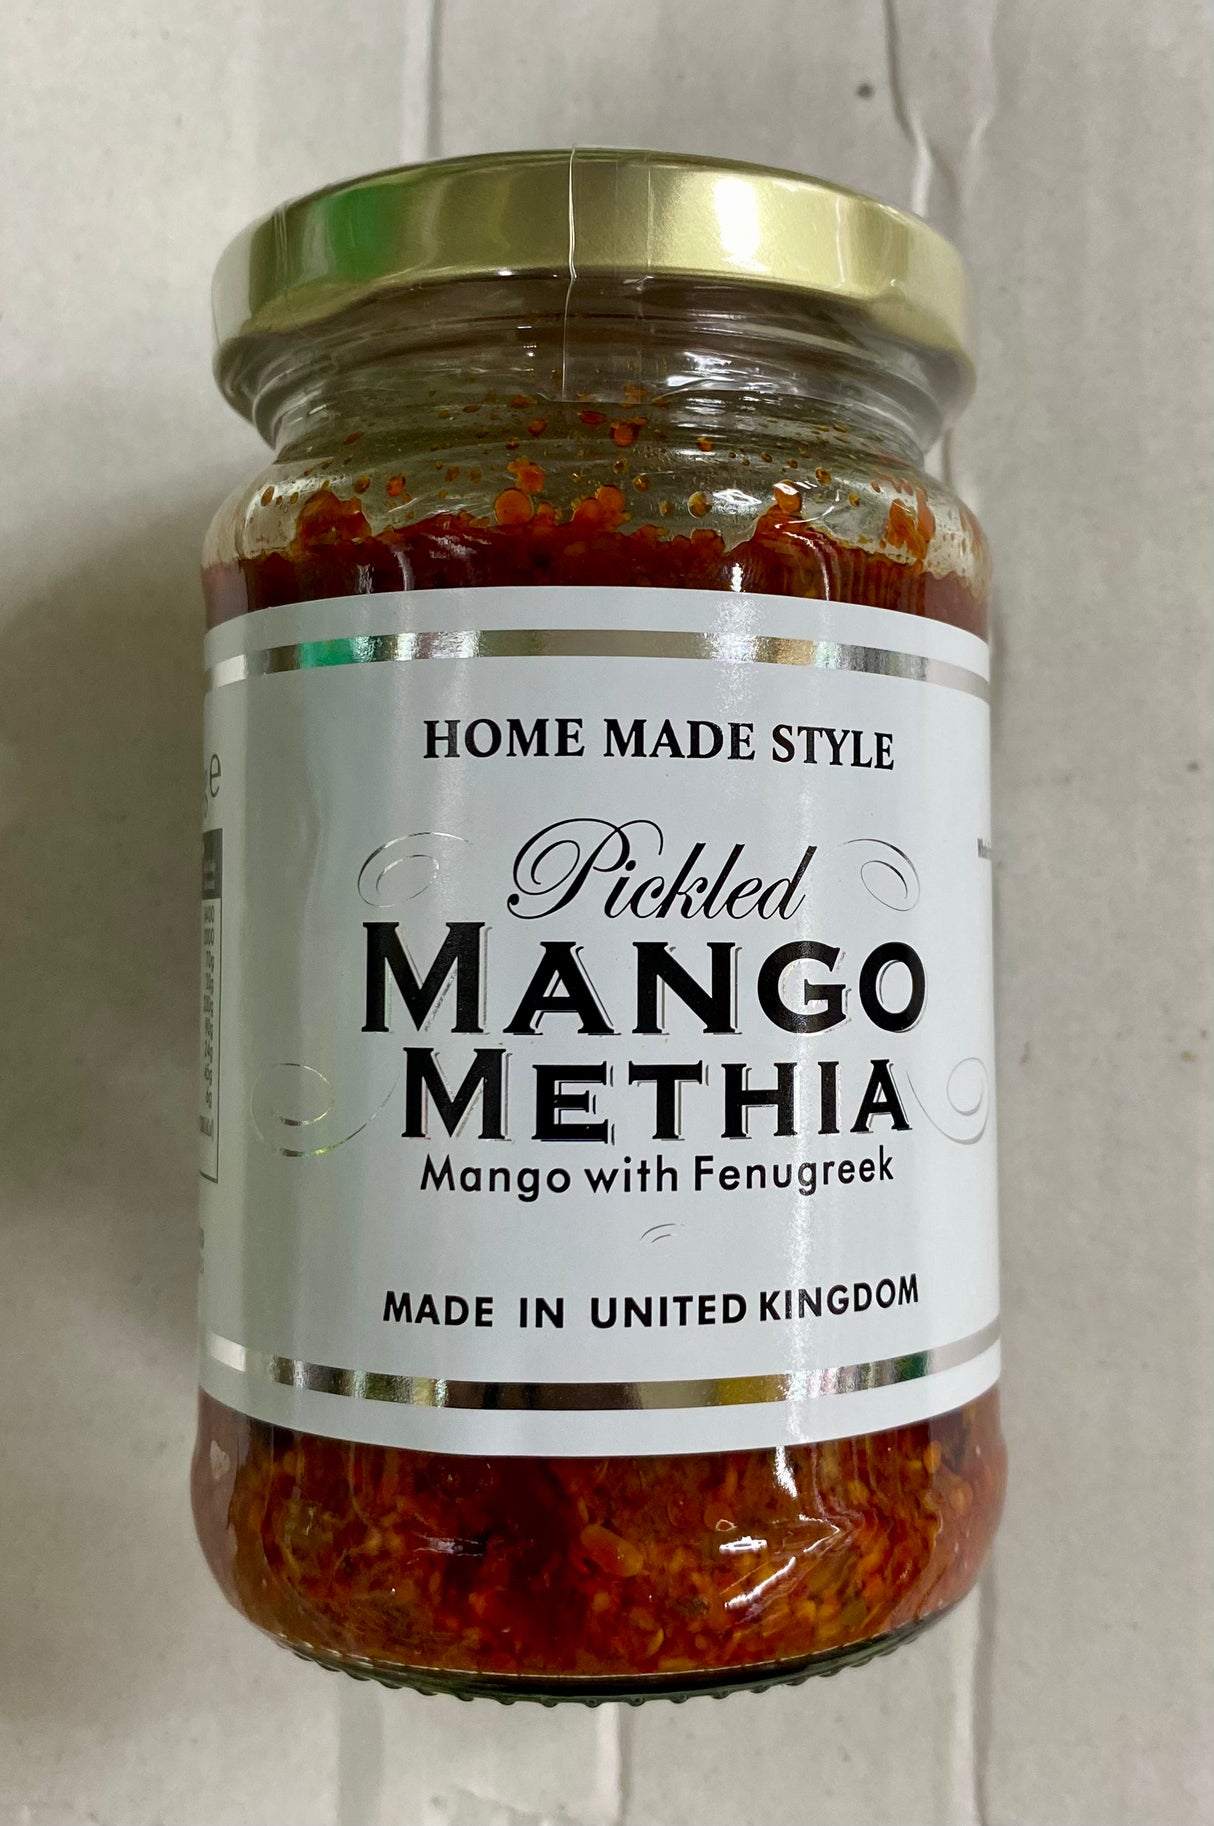 HOME MADE STYLE
Pickled
MANGO
METHIA
Mango with Fenugreek
MADE IN UNITED KINGDOM
e